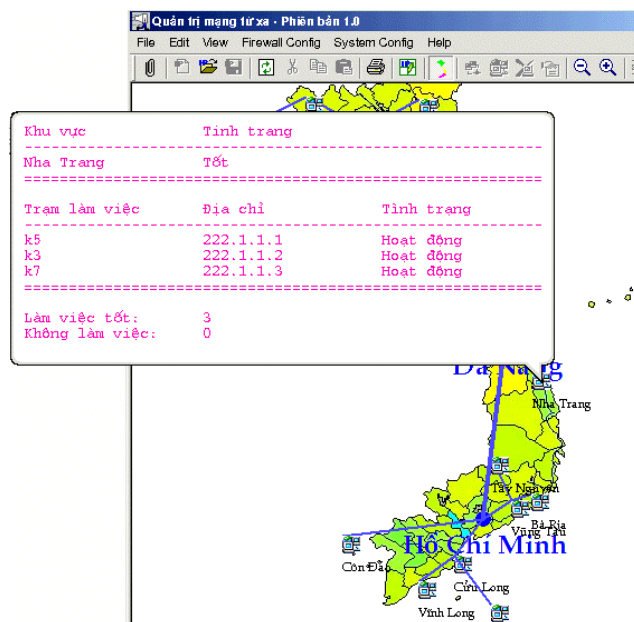 Quản trị mạng từ xa - Phiên bản 1.0
File Edit View Firewall Config System Config Help
Khu vực Tình trạng
Nha Trang Tốt
Trạm làm việc Địa chỉ Tình trạng
k5 222.1.1.1 Hoạt động
k3 222.1.1.2 Hoạt động
k7 222.1.1.3 Hoạt động
Làm việc tốt: 3
Không làm việc: 0
Đà Nẵng
Nha Trang
Tây Nguyên
Bà Rịa
Vũng Tàu
Hồ Chí Minh
Côn Đảo
Cửu Long
Vĩnh Long